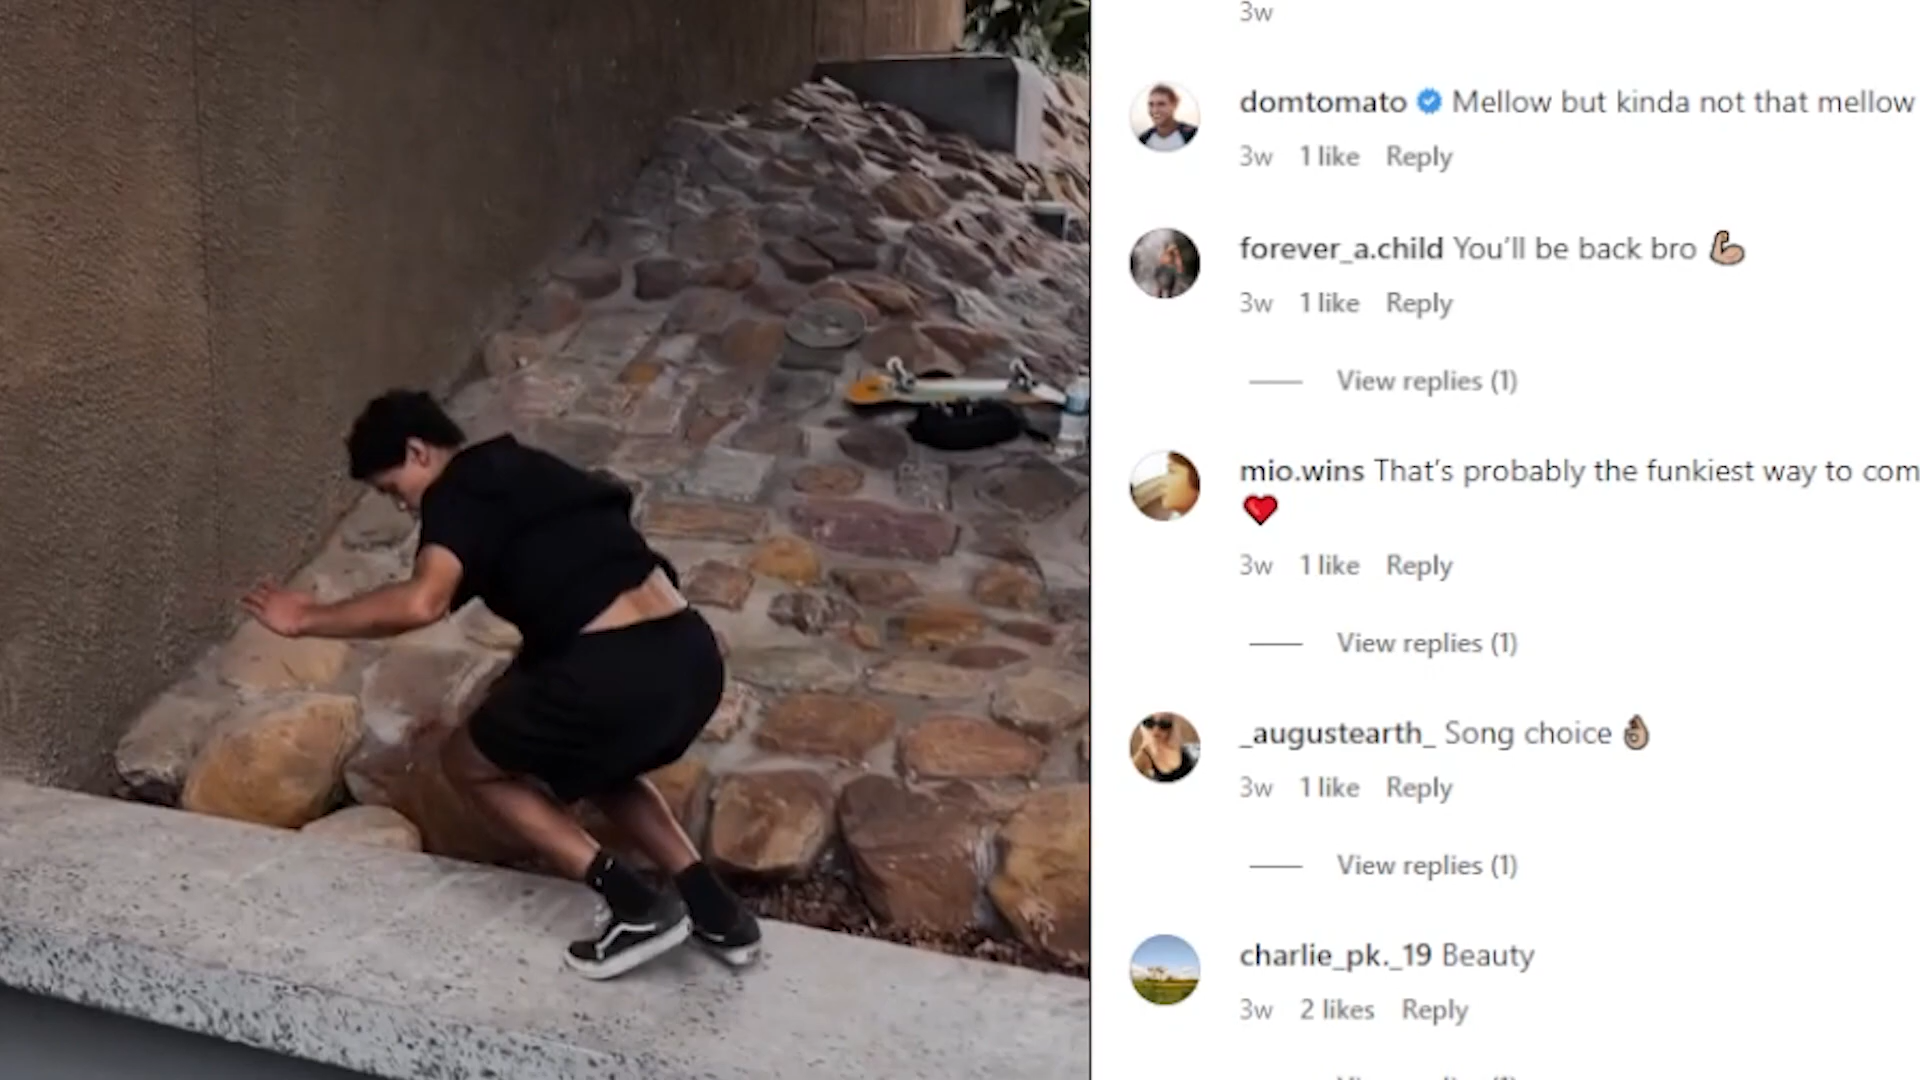 3w
domtomato Mellow but kinda not that mellow
3w 1 like Reply
forever_a.child You'll be back bro 💪🏼
3w 1 like Reply
View replies (1)
mio.wins That's probably the funkiest way to com
❤️
3w 1 like Reply
View replies (1)
_augustearth_ Song choice 👌🏼
3w 1 like Reply
View replies (1)
charlie_pk._19 Beauty
3w 2 likes Reply